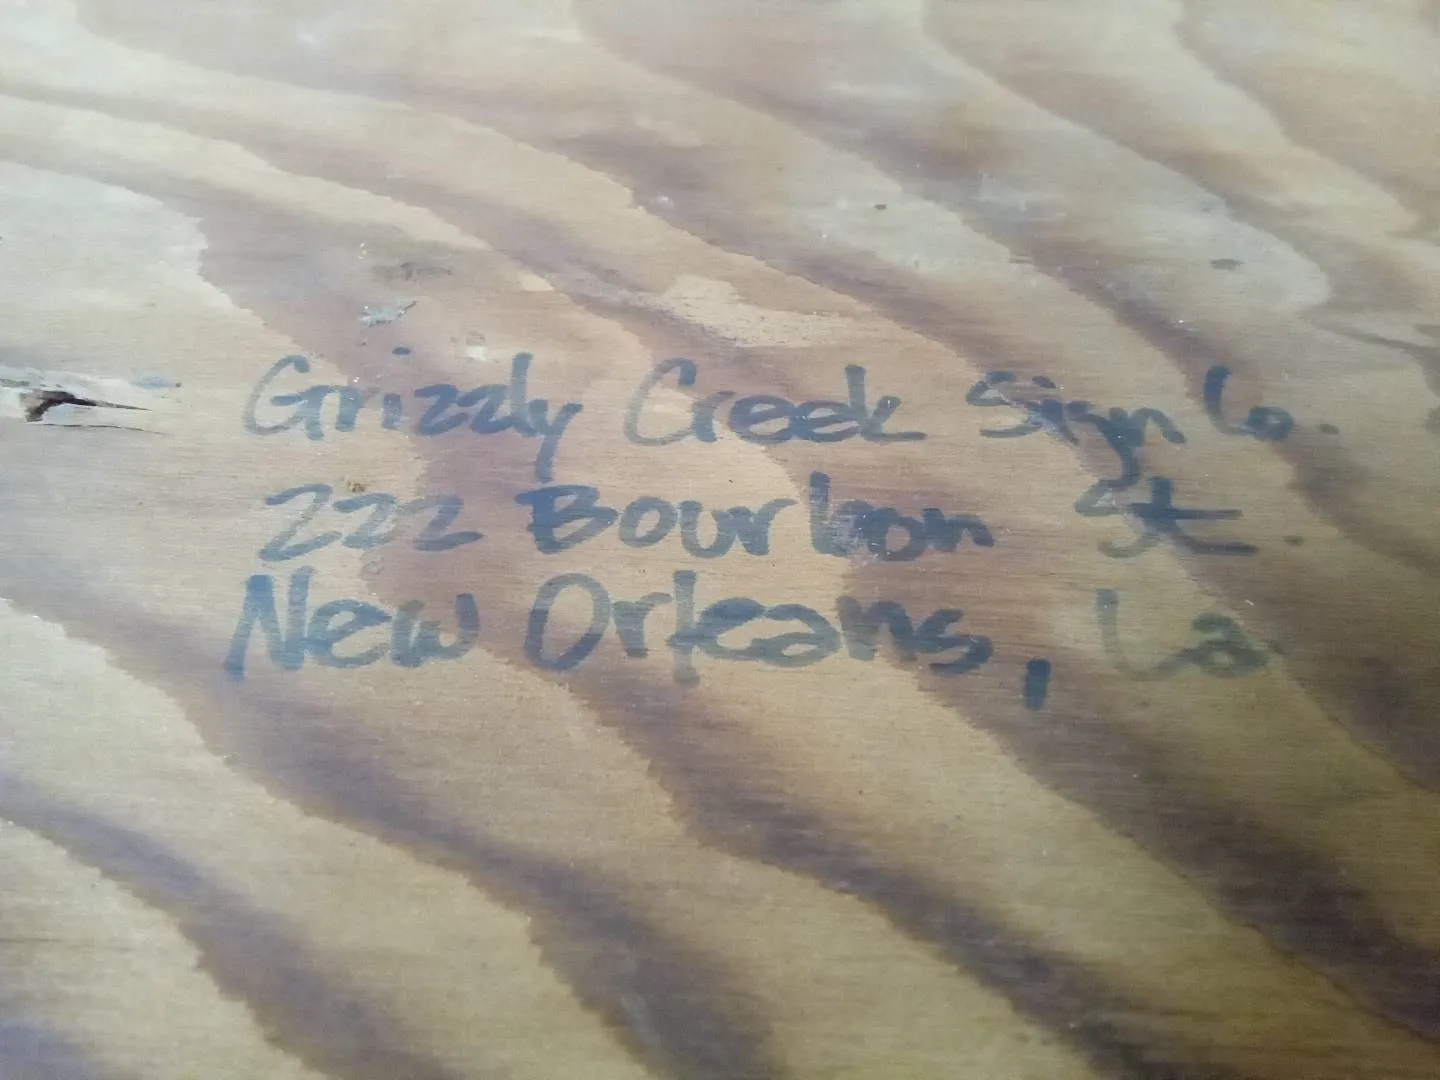 Grizzly Creek Sign Co.
222 Bourbon St.
New Orleans, La.